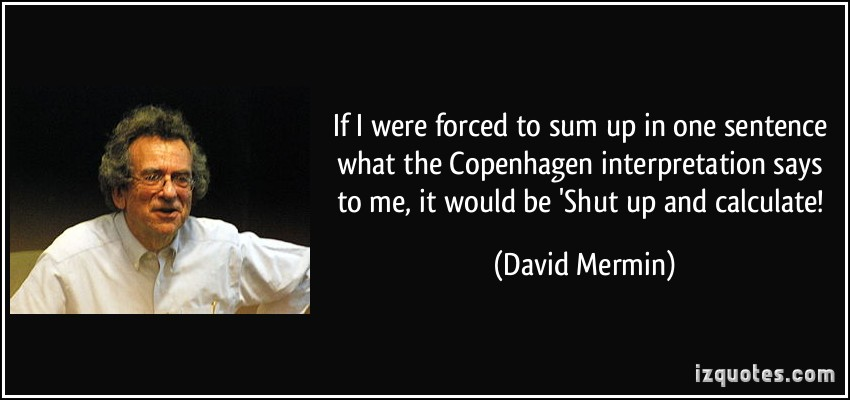 If I were forced to sum up in one sentence
what the Copenhagen interpretation says
to me, it would be 'Shut up and calculate!
(David Mermin)
izquotes.com